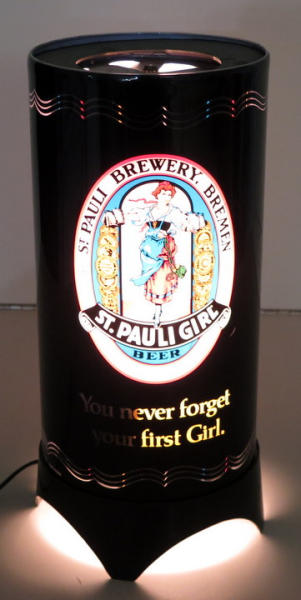 ST. PAULI BREWERY. BREMEN
ST. PAULI GIRL
BEER
You never forget
your first Girl.